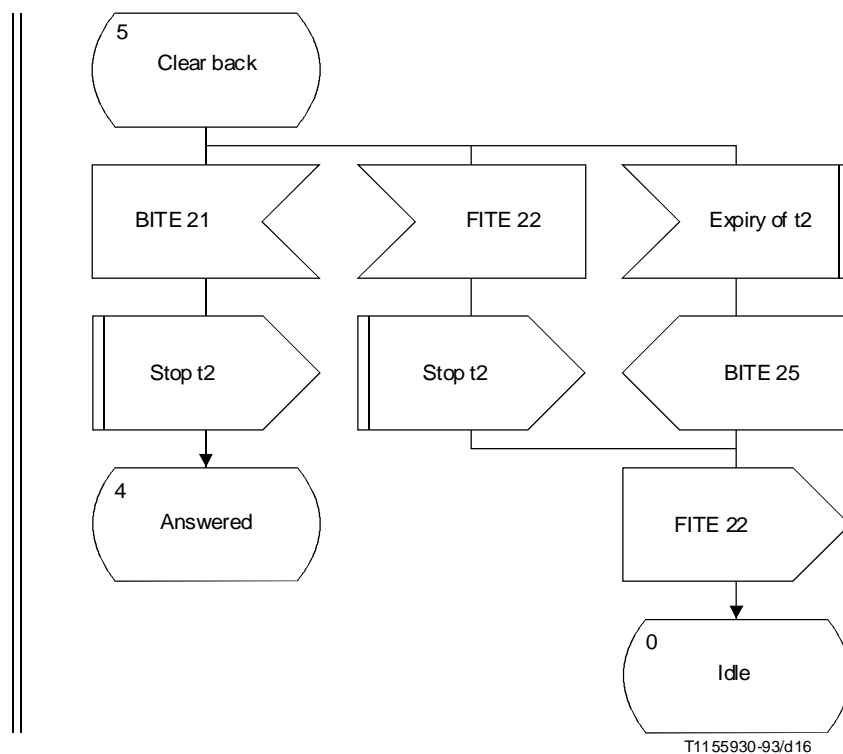 5
Clear back
BITE 21
FITE 22
Expiry of t2
Stop t2
Stop t2
BITE 25
4
Answered
FITE 22
0
Idle
T1155930-93/d16